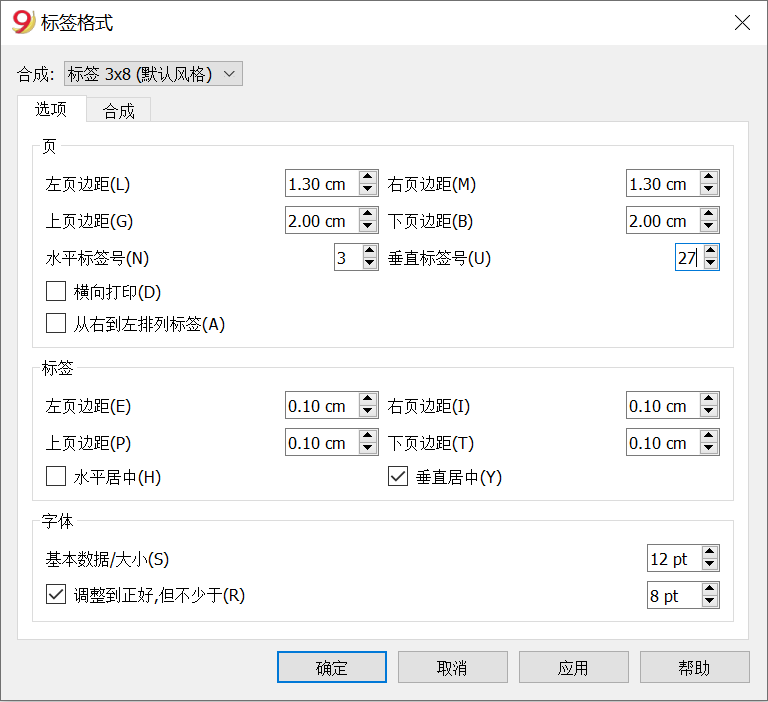 标签格式
合成: 标签 3x8 (默认风格)
选项 合成
页
左页边距(L) 1.30 cm 右页边距(M) 1.30 cm
上页边距(G) 2.00 cm 下页边距(B) 2.00 cm
水平标签号(N) 3 垂直标签号(U) 27
横向打印(D)
从右到左排列标签(A)
标签
左页边距(E) 0.10 cm 右页边距(I) 0.10 cm
上页边距(P) 0.10 cm 下页边距(T) 0.10 cm
水平居中(H) 垂直居中(Y)
字体
基本数据/大小(S) 12 pt
调整到正好,但不少于(R) 8 pt
确定 取消 应用 帮助